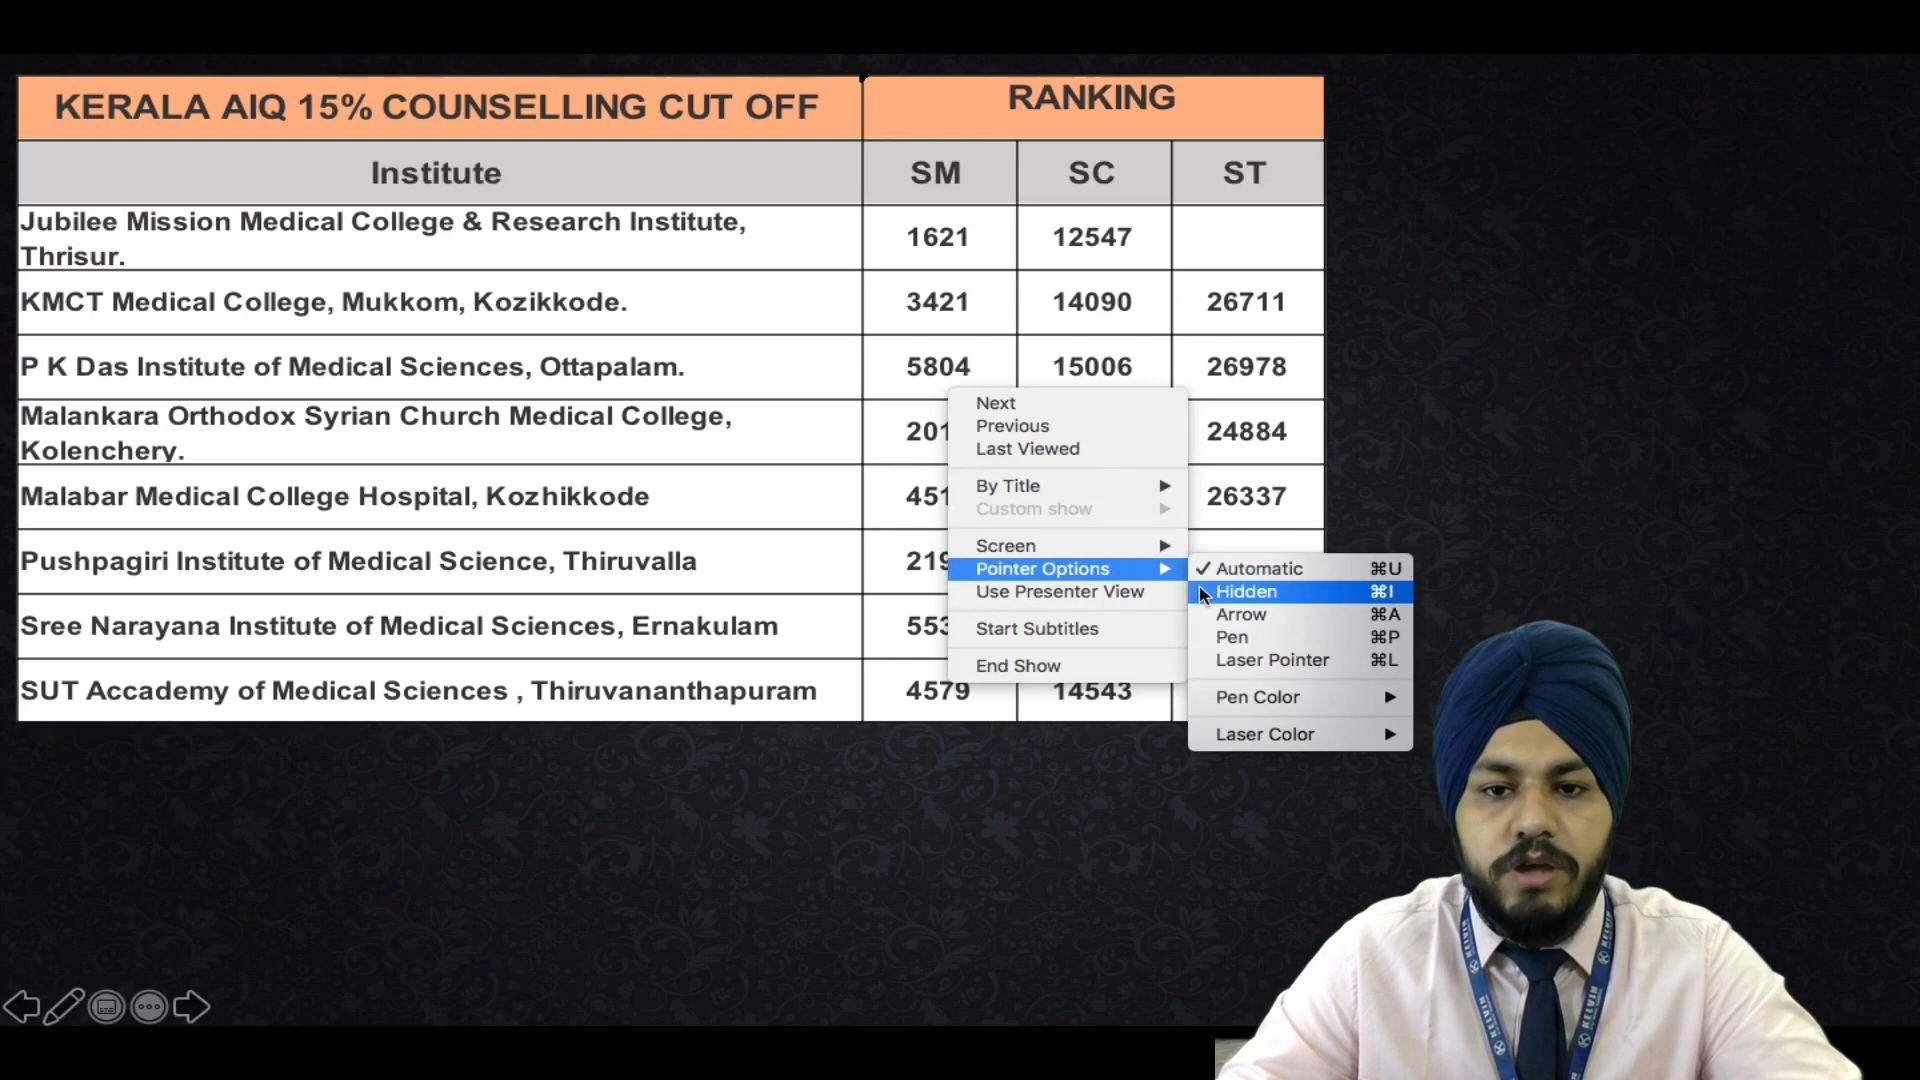 KERALA AIQ 15% COUNSELLING CUT OFF
RANKING
Institute SM SC ST
Jubilee Mission Medical College & Research Institute,
Thrisur.
1621 12547
KMCT Medical College, Mukkom, Kozikkode. 3421 14090 26711
P K Das Institute of Medical Sciences, Ottapalam. 5804 15006 26978
Malankara Orthodox Syrian Church Medical College,
Kolenchery.
24884
Malabar Medical College Hospital, Kozhikkode 26337
Pushpagiri Institute of Medical Science, Thiruvalla
Sree Narayana Institute of Medical Sciences, Ernakulam
SUT Accademy of Medical Sciences , Thiruvananthapuram 4579 14543
Next
Previous
Last Viewed
By Title
Custom show
Screen
Pointer Options
Use Presenter View
Start Subtitles
End Show
✓ Automatic ⌘U
Hidden ⌘I
Arrow ⌘A
Pen ⌘P
Laser Pointer ⌘L
Pen Color
Laser Color
KELVIN
KELVIN